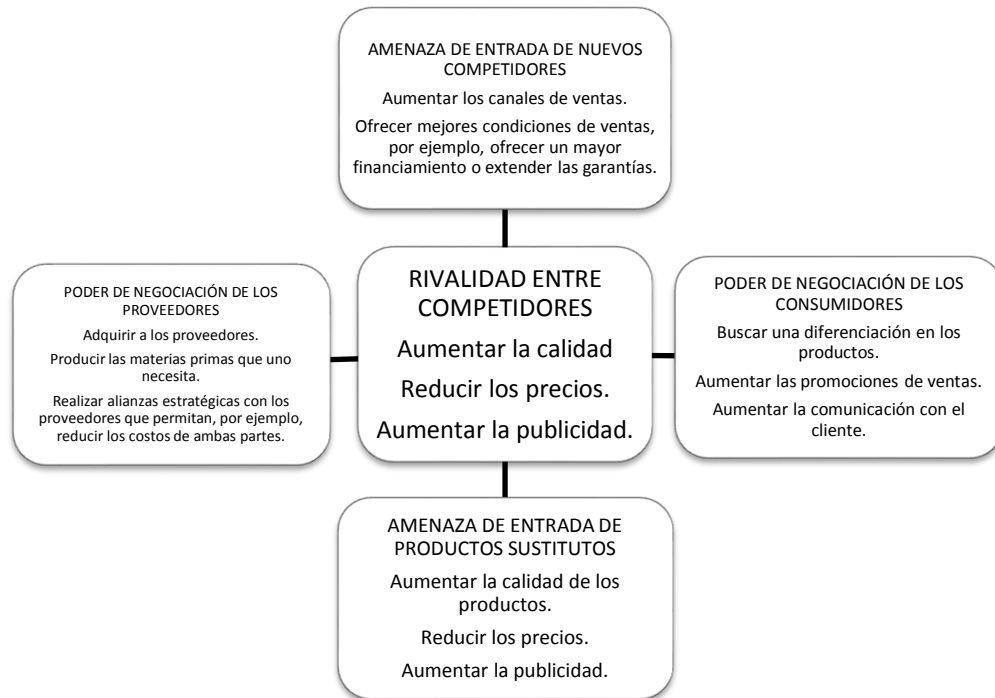 AMENAZA DE ENTRADA DE NUEVOS
COMPETIDORES
Aumentar los canales de ventas.
Ofrecer mejores condiciones de ventas,
por ejemplo, ofrecer un mayor
financiamiento o extender las garantías.
PODER DE NEGOCIACIÓN DE LOS
PROVEEDORES
Adquirir a los proveedores.
Producir las materias primas que uno
necesita.
Realizar alianzas estratégicas con los
proveedores que permitan, por ejemplo,
reducir los costos de ambas partes.
RIVALIDAD ENTRE
COMPETIDORES
Aumentar la calidad
Reducir los precios.
Aumentar la publicidad.
PODER DE NEGOCIACIÓN DE LOS
CONSUMIDORES
Buscar una diferenciación en los
productos.
Aumentar las promociones de ventas.
Aumentar la comunicación con el
cliente.
AMENAZA DE ENTRADA DE
PRODUCTOS SUSTITUTOS
Aumentar la calidad de los
productos.
Reducir los precios.
Aumentar la publicidad.